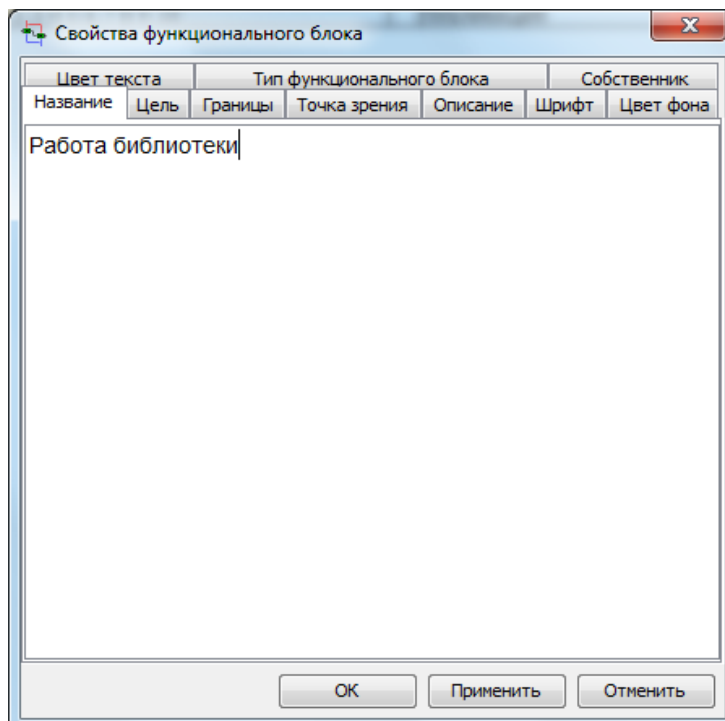 Свойства функционального блока
Цвет текста Тип функционального блока Собственник
Название Цель Границы Точка зрения Описание Шрифт Цвет фона
Работа библиотеки
OK Применить Отменить